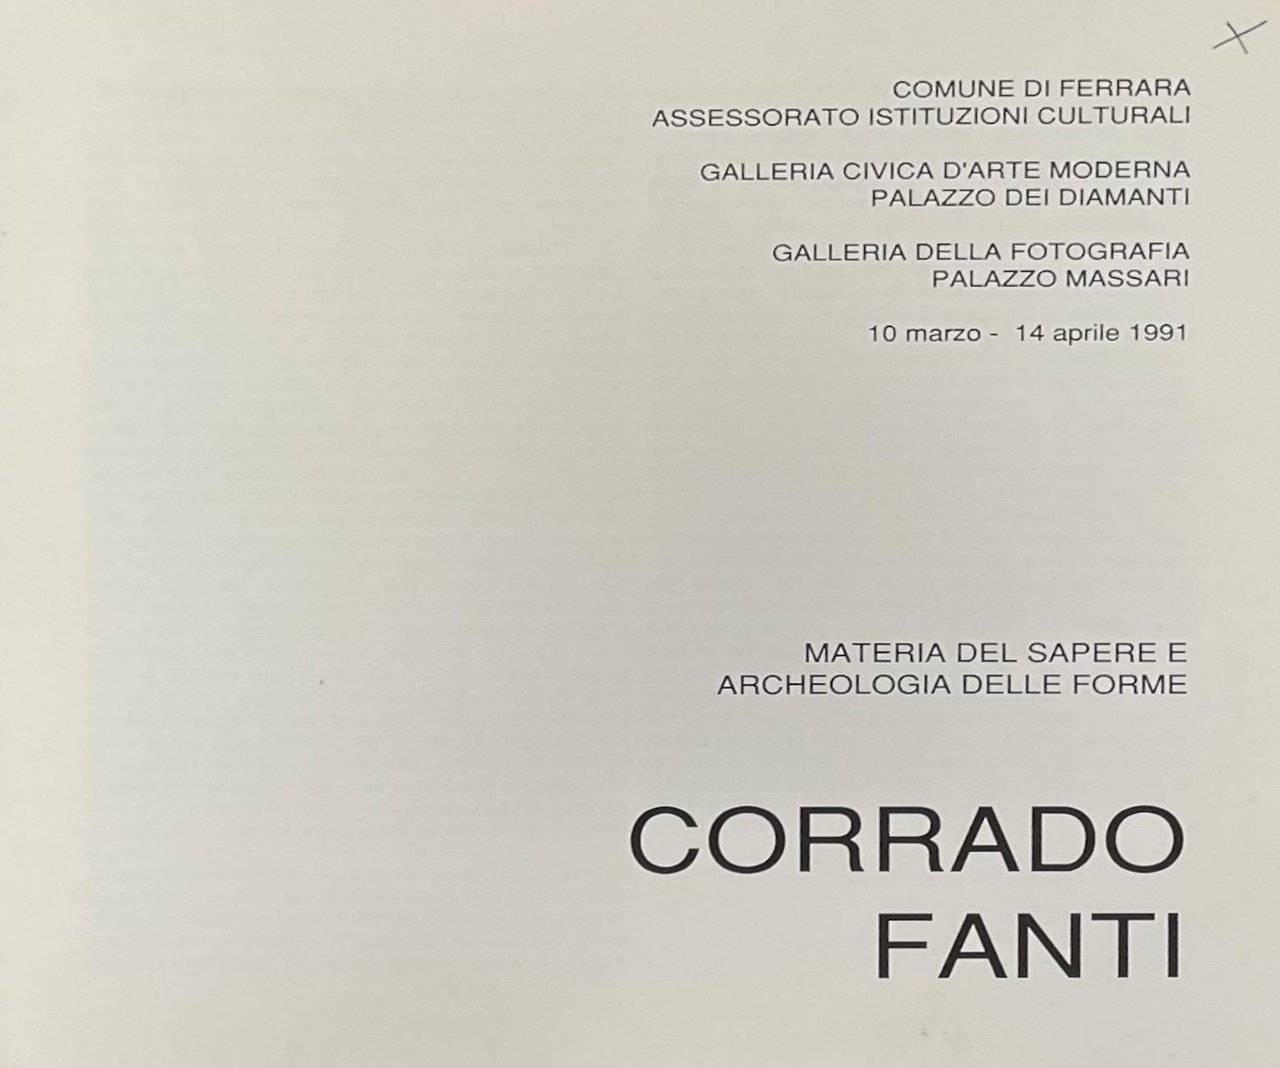 COMUNE DI FERRARA
ASSESSORATO ISTITUZIONI CULTURALI
GALLERIA CIVICA D'ARTE MODERNA
PALAZZO DEI DIAMANTI
GALLERIA DELLA FOTOGRAFIA
PALAZZO MASSARI
10 marzo - 14 aprile 1991
MATERIA DEL SAPERE E
ARCHEOLOGIA DELLE FORME
CORRADO
FANTI